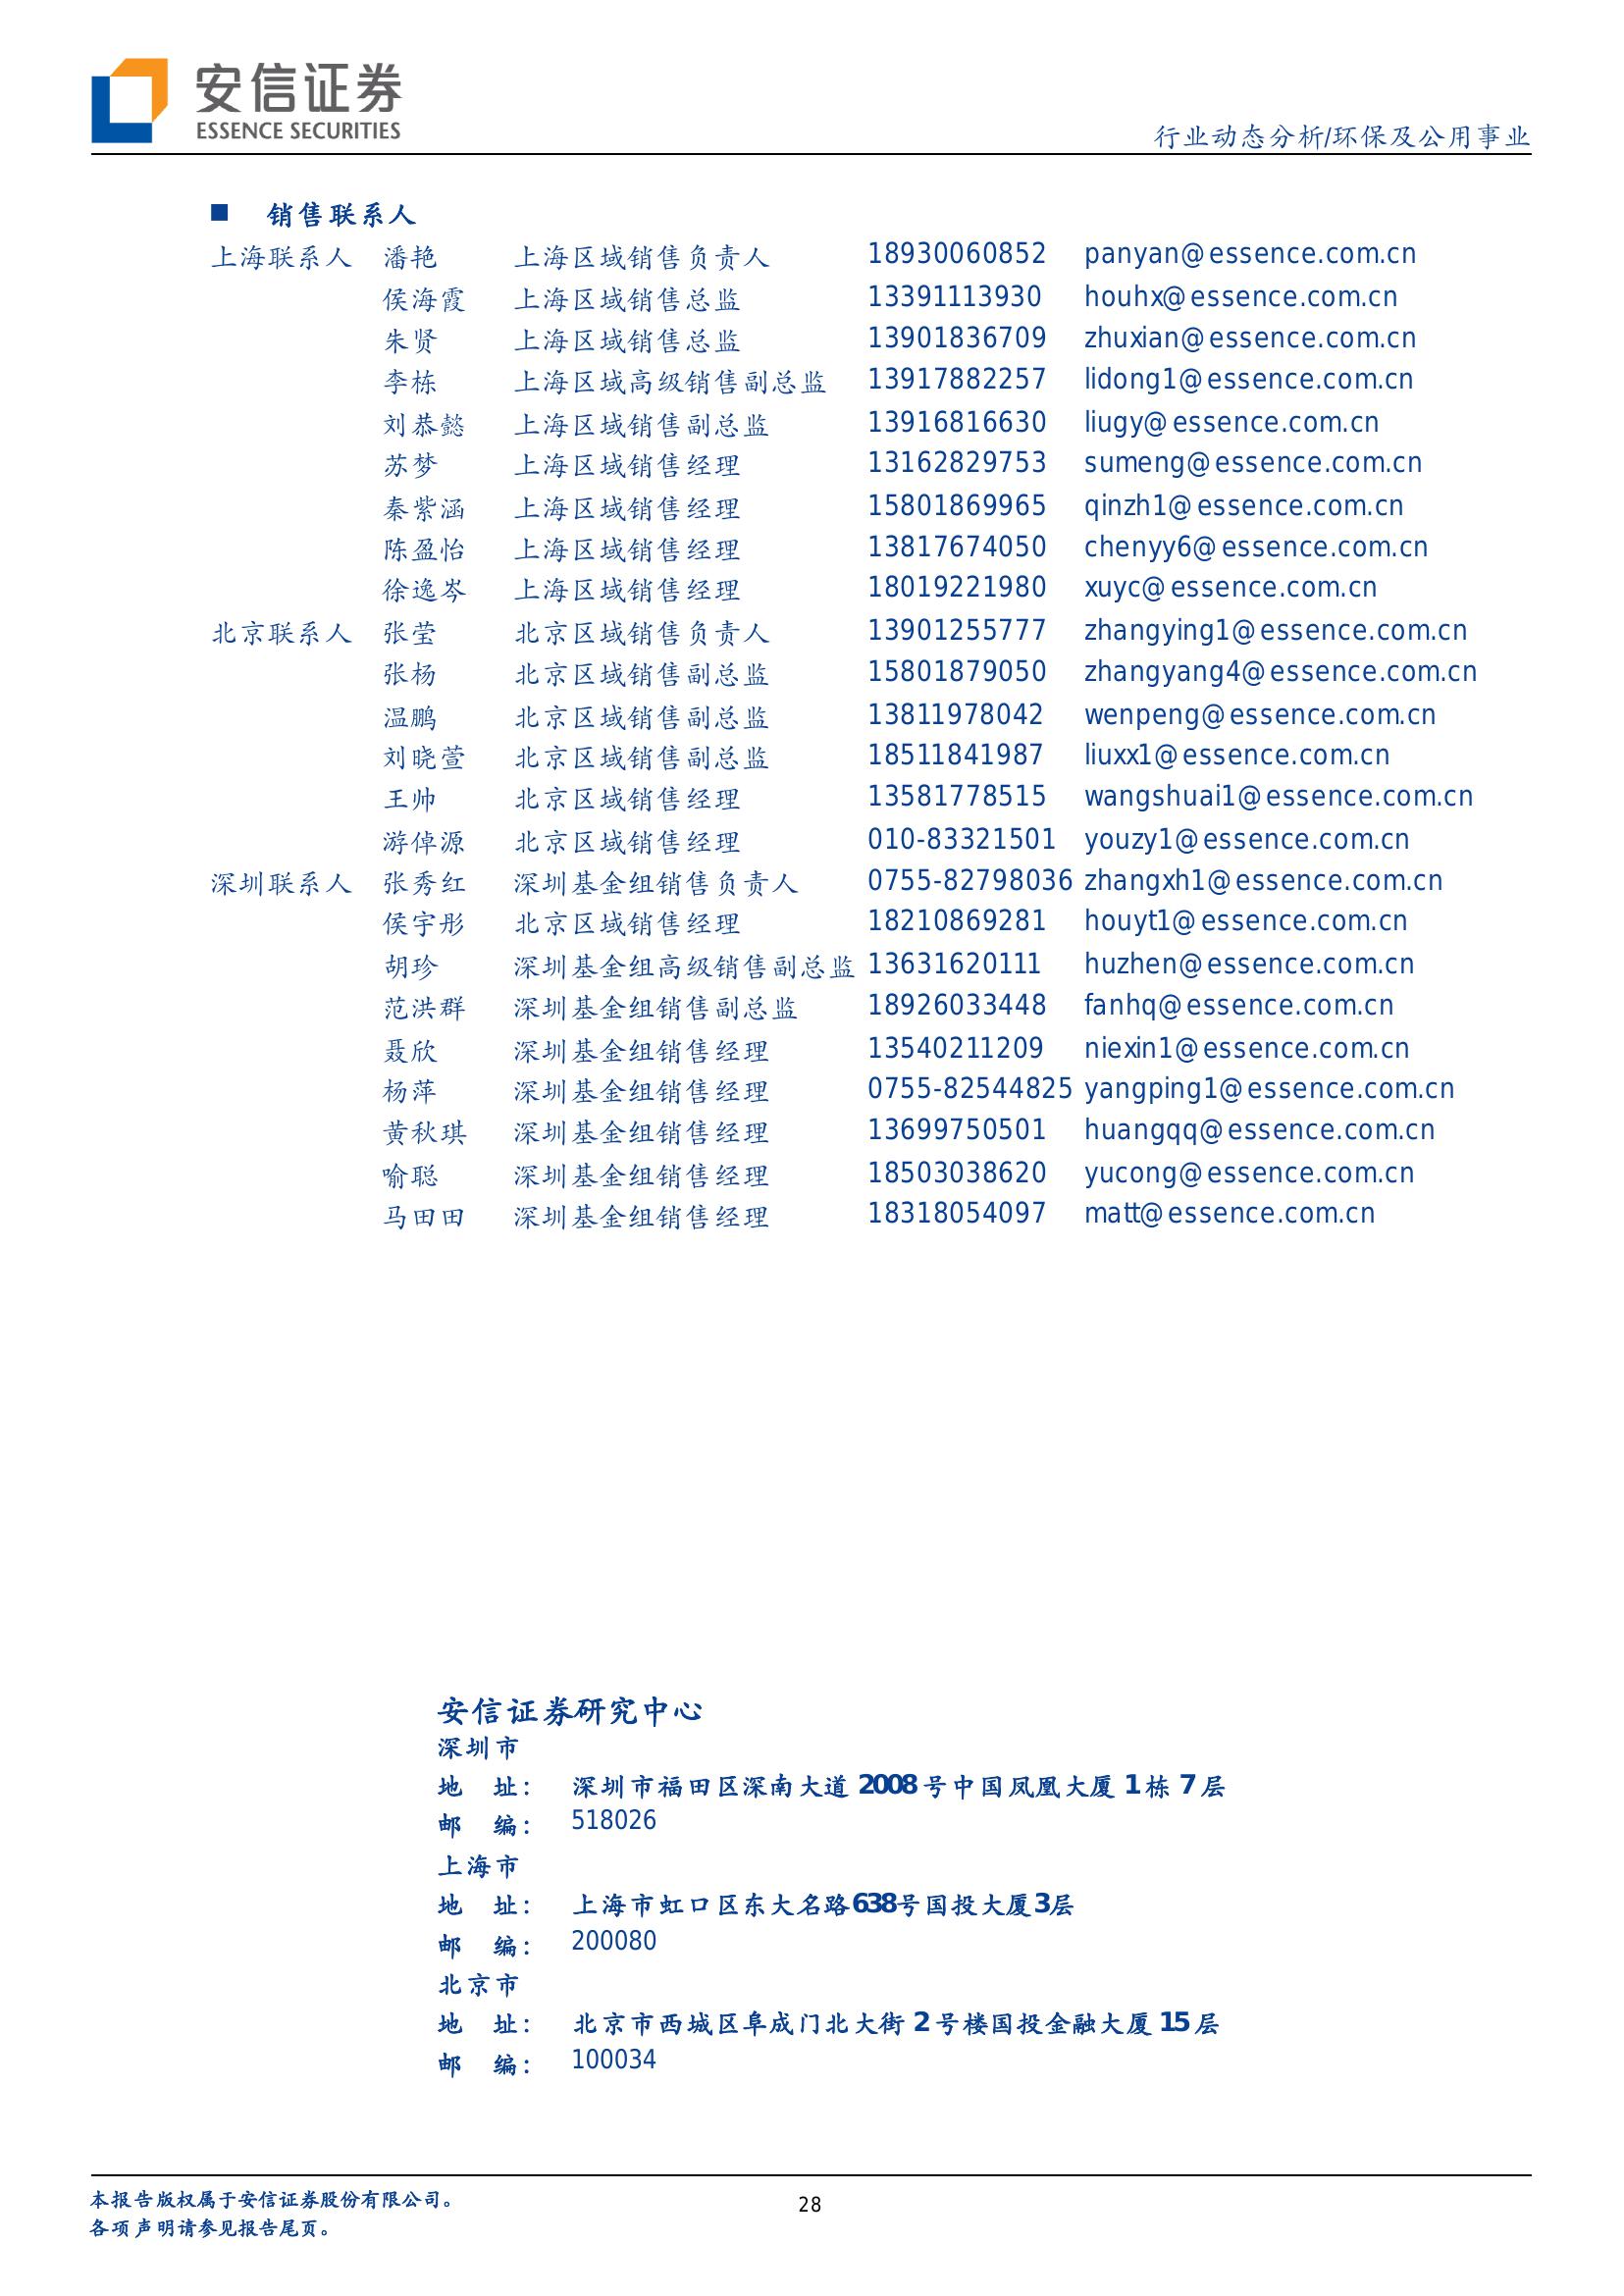 安信证券
ESSENCE SECURITIES
行业动态分析/环保及公用事业
■ 销售联系人
上海联系人 潘艳 上海区域销售负责人 18930060852 panyan@essence.com.cn
侯海霞 上海区域销售总监 13391113930 houhx@essence.com.cn
朱贤 上海区域销售总监 13901836709 zhuxian@essence.com.cn
李栋 上海区域高级销售副总监 13917882257 lidong1@essence.com.cn
刘恭懿 上海区域销售副总监 13916816630 liugy@essence.com.cn
苏梦 上海区域销售经理 13162829753 sumeng@essence.com.cn
秦紫涵 上海区域销售经理 15801869965 qinzh1@essence.com.cn
陈盈怡 上海区域销售经理 13817674050 chenyy6@essence.com.cn
徐逸岑 上海区域销售经理 18019221980 xuyc@essence.com.cn
北京联系人 张莹 北京区域销售负责人 13901255777 zhangying1@essence.com.cn
张杨 北京区域销售副总监 15801879050 zhangyang4@essence.com.cn
温鹏 北京区域销售副总监 13811978042 wenpeng@essence.com.cn
刘晓萱 北京区域销售副总监 18511841987 liuxx1@essence.com.cn
王帅 北京区域销售经理 13581778515 wangshuai1@essence.com.cn
游倬源 北京区域销售经理 010-83321501 youzy1@essence.com.cn
深圳联系人 张秀红 深圳基金组销售负责人 0755-82798036 zhangxh1@essence.com.cn
侯宇彤 北京区域销售经理 18210869281 houyt1@essence.com.cn
胡珍 深圳基金组高级销售副总监 13631620111 huzhen@essence.com.cn
范洪群 深圳基金组销售副总监 18926033448 fanhq@essence.com.cn
聂欣 深圳基金组销售经理 13540211209 niexin1@essence.com.cn
杨萍 深圳基金组销售经理 0755-82544825 yangping1@essence.com.cn
黄秋琪 深圳基金组销售经理 13699750501 huangqq@essence.com.cn
喻聪 深圳基金组销售经理 18503038620 yucong@essence.com.cn
马田田 深圳基金组销售经理 18318054097 matt@essence.com.cn
安信证券研究中心
深圳市
地 址： 深圳市福田区深南大道 2008 号中国凤凰大厦 1 栋 7 层
邮 编： 518026
上海市
地 址： 上海市虹口区东大名路638号国投大厦3层
邮 编： 200080
北京市
地 址： 北京市西城区阜成门北大街 2 号楼国投金融大厦 15 层
邮 编： 100034
本报告版权属于安信证券股份有限公司。
各项声明请参见报告尾页。
28